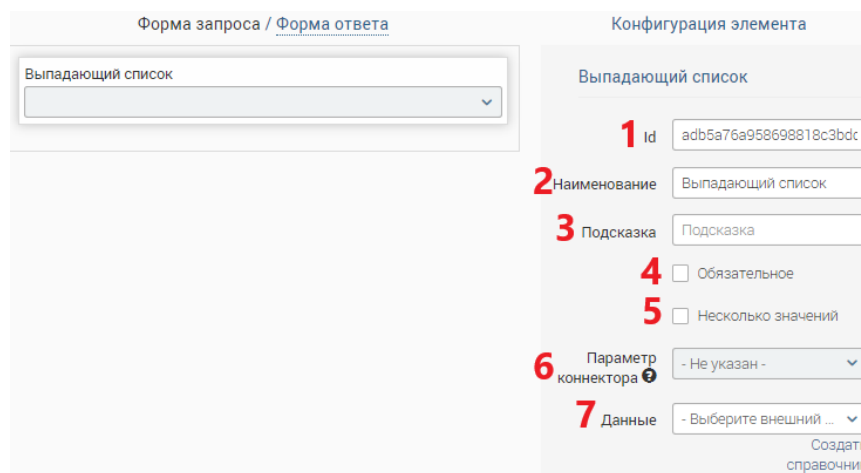 Форма запроса / Форма ответа
Конфигурация элемента
Выпадающий список
Выпадающий список
1 Id adb5a76a958698818c3bdc
2 Наименование Выпадающий список
3 Подсказка Подсказка
4 Обязательное
5 Несколько значений
6 Параметр коннектора ? - Не указан -
7 Данные - Выберите внешний ...
Создат
справочни